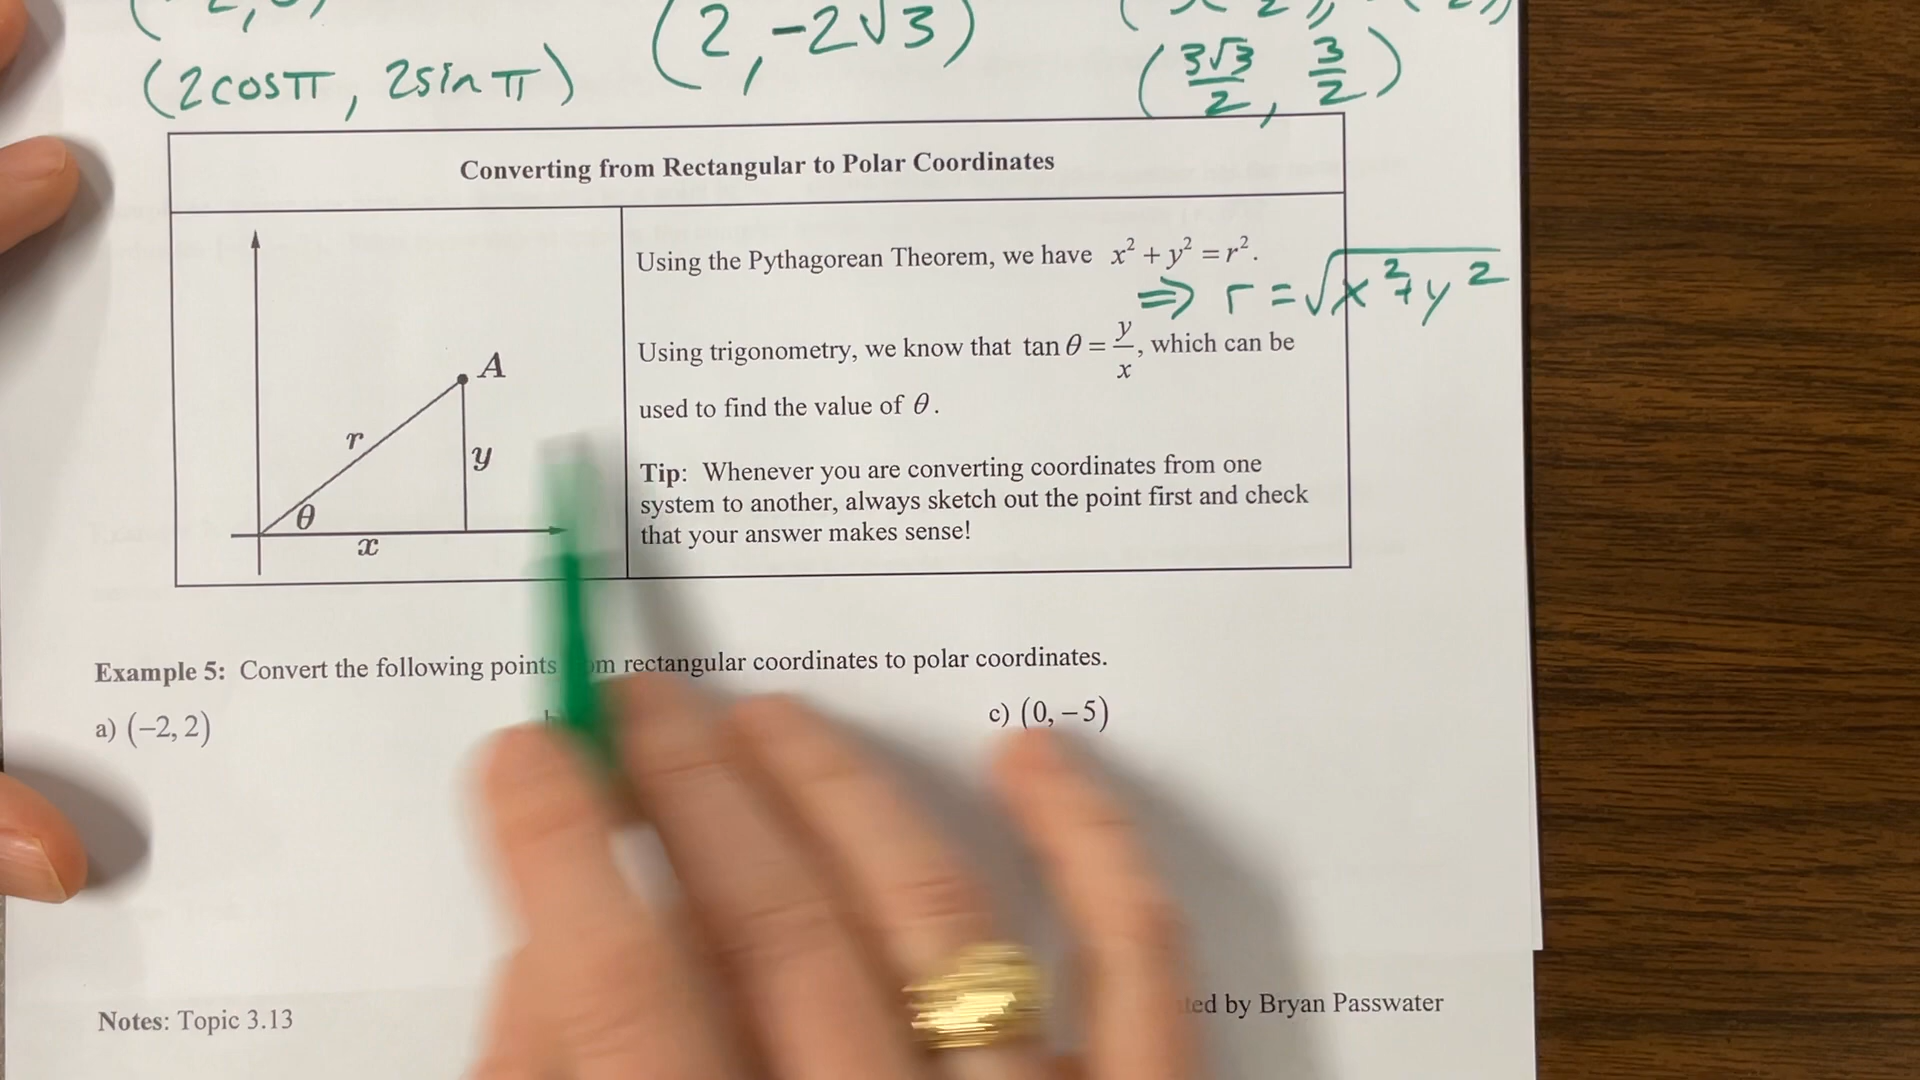 (2cosπ, 2sin π)
(2, -2√3)
(3√3/2, 3/2)
Converting from Rectangular to Polar Coordinates
A
r
y
θ
x
Using the Pythagorean Theorem, we have x² + y² = r².
⇒ r = √x²+y²
Using trigonometry, we know that tan θ = y/x, which can be
used to find the value of θ.
Tip: Whenever you are converting coordinates from one
system to another, always sketch out the point first and check
that your answer makes sense!
Example 5: Convert the following points rectangular coordinates to polar coordinates.
a) (−2, 2)
c) (0, −5)
Notes: Topic 3.13
by Bryan Passwater